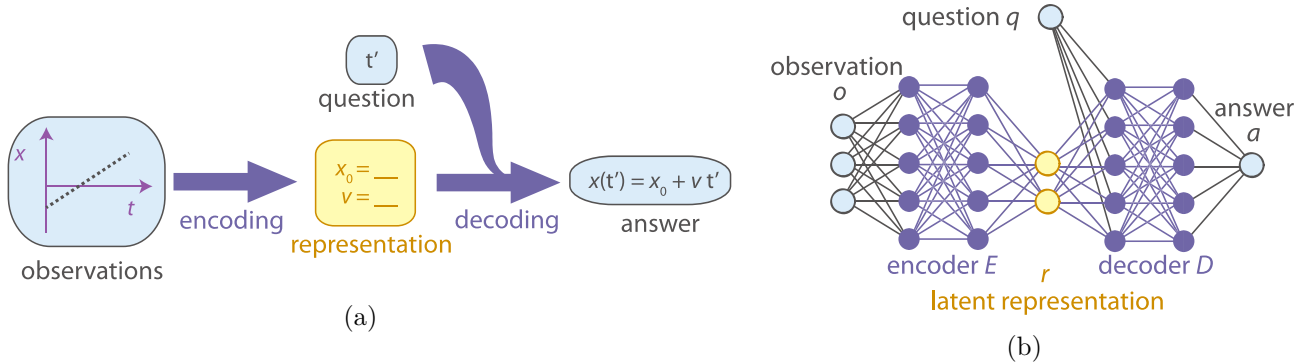 x
t
observations
encoding
t′
question
x₀ = __
v = __
representation
decoding
x(t′) = x₀ + v t′
answer
(a)
question q
observation
o
answer
a
encoder E
r
decoder D
latent representation
(b)